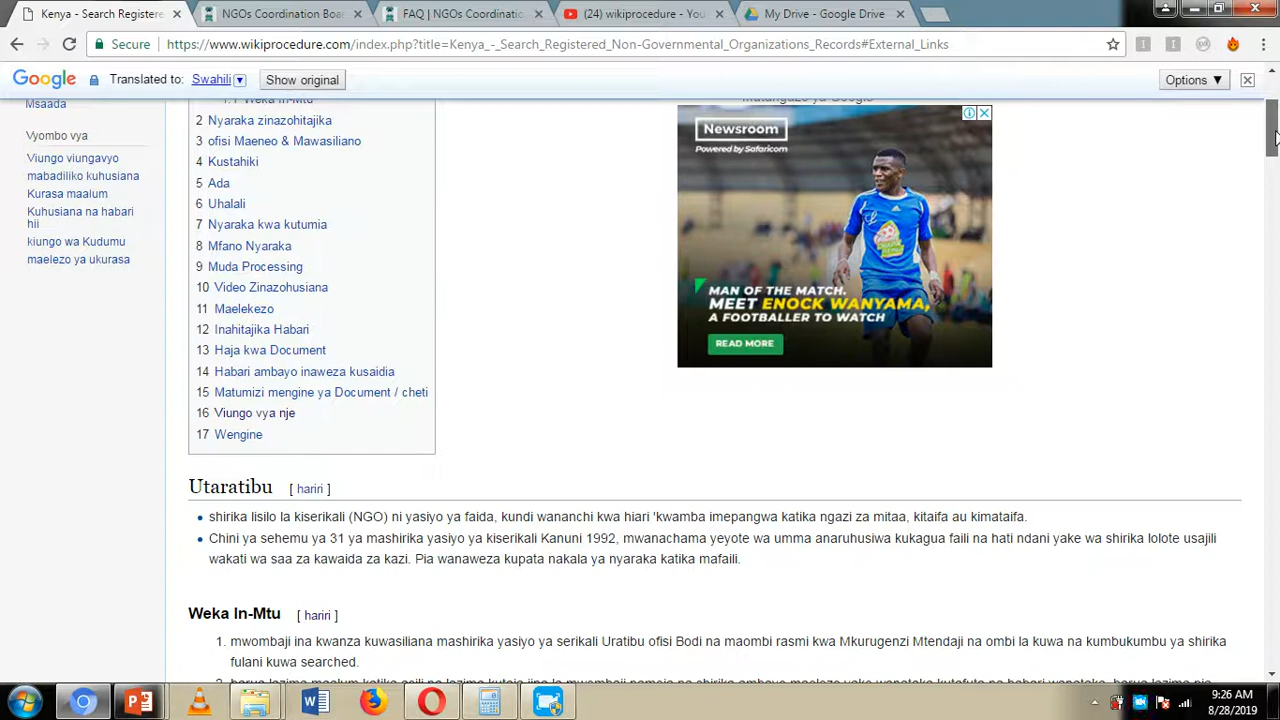 Kenya - Search Registere
NGOs Coordination Boa
FAQ | NGOs Coordinatio
(24) wikiprocedure - You
My Drive - Google Drive
Secure
https://www.wikiprocedure.com/index.php?title=Kenya_-_Search_Registered_Non-Governmental_Organizations_Records#External_Links
Google Translated to: Swahili Show original Options ▼
Msaada
Vyombo vya
Viungo viungavyo
mabadiliko kuhusiana
Kurasa maalum
Kuhusiana na habari
hii
kiungo wa Kudumu
maelezo ya ukurasa
1.1 Weka In-Mtu
2 Nyaraka zinazohitajika
3 ofisi Maeneo & Mawasiliano
4 Kustahiki
5 Ada
6 Uhalali
7 Nyaraka kwa kutumia
8 Mfano Nyaraka
9 Muda Processing
10 Video Zinazohusiana
11 Maelekezo
12 Inahitajika Habari
13 Haja kwa Document
14 Habari ambayo inaweza kusaidia
15 Matumizi mengine ya Document / cheti
16 Viungo vya nje
17 Wengine
Matangazo ya Google
Newsroom
Powered by Safaricom
MAN OF THE MATCH.
MEET ENOCK WANYAMA,
A FOOTBALLER TO WATCH
READ MORE
Utaratibu [ hariri ]
shirika lisilo la kiserikali (NGO) ni yasiyo ya faida, kundi wananchi kwa hiari 'kwamba imepangwa katika ngazi za mitaa, kitaifa au kimataifa.
Chini ya sehemu ya 31 ya mashirika yasiyo ya kiserikali Kanuni 1992, mwanachama yeyote wa umma anaruhusiwa kukagua faili na hati ndani yake wa shirika lolote usajili
wakati wa saa za kawaida za kazi. Pia wanaweza kupata nakala ya nyaraka katika mafaili.
Weka In-Mtu [ hariri ]
1. mwombaji ina kwanza kuwasiliana mashirika yasiyo ya serikali Uratibu ofisi Bodi na maombi rasmi kwa Mkurugenzi Mtendaji na ombi la kuwa na kumbukumbu ya shirika
fulani kuwa searched.
9:26 AM
8/28/2019